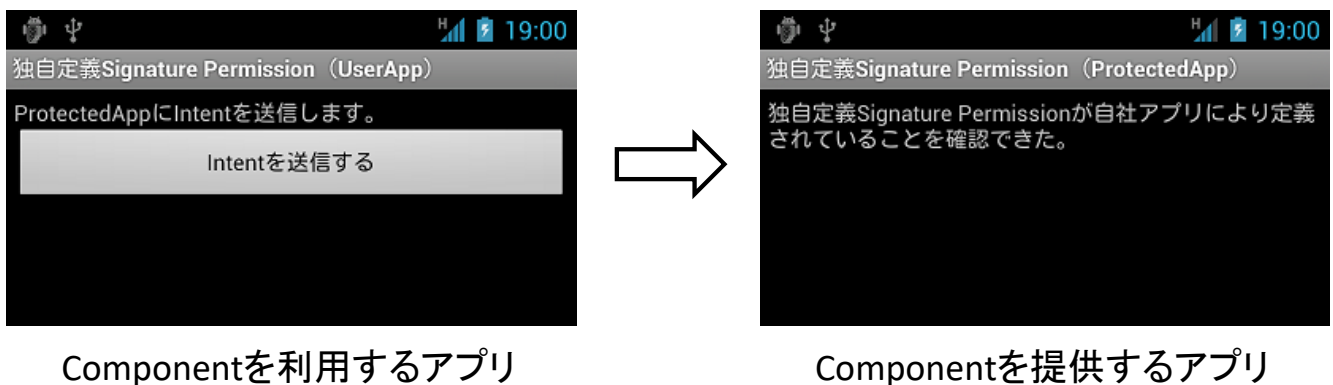 H 19:00
独自定義Signature Permission（UserApp）
ProtectedAppにIntentを送信します。
Intentを送信する
Componentを利用するアプリ
H 19:00
独自定義Signature Permission（ProtectedApp）
独自定義Signature Permissionが自社アプリにより定義
されていることを確認できた。
Componentを提供するアプリ